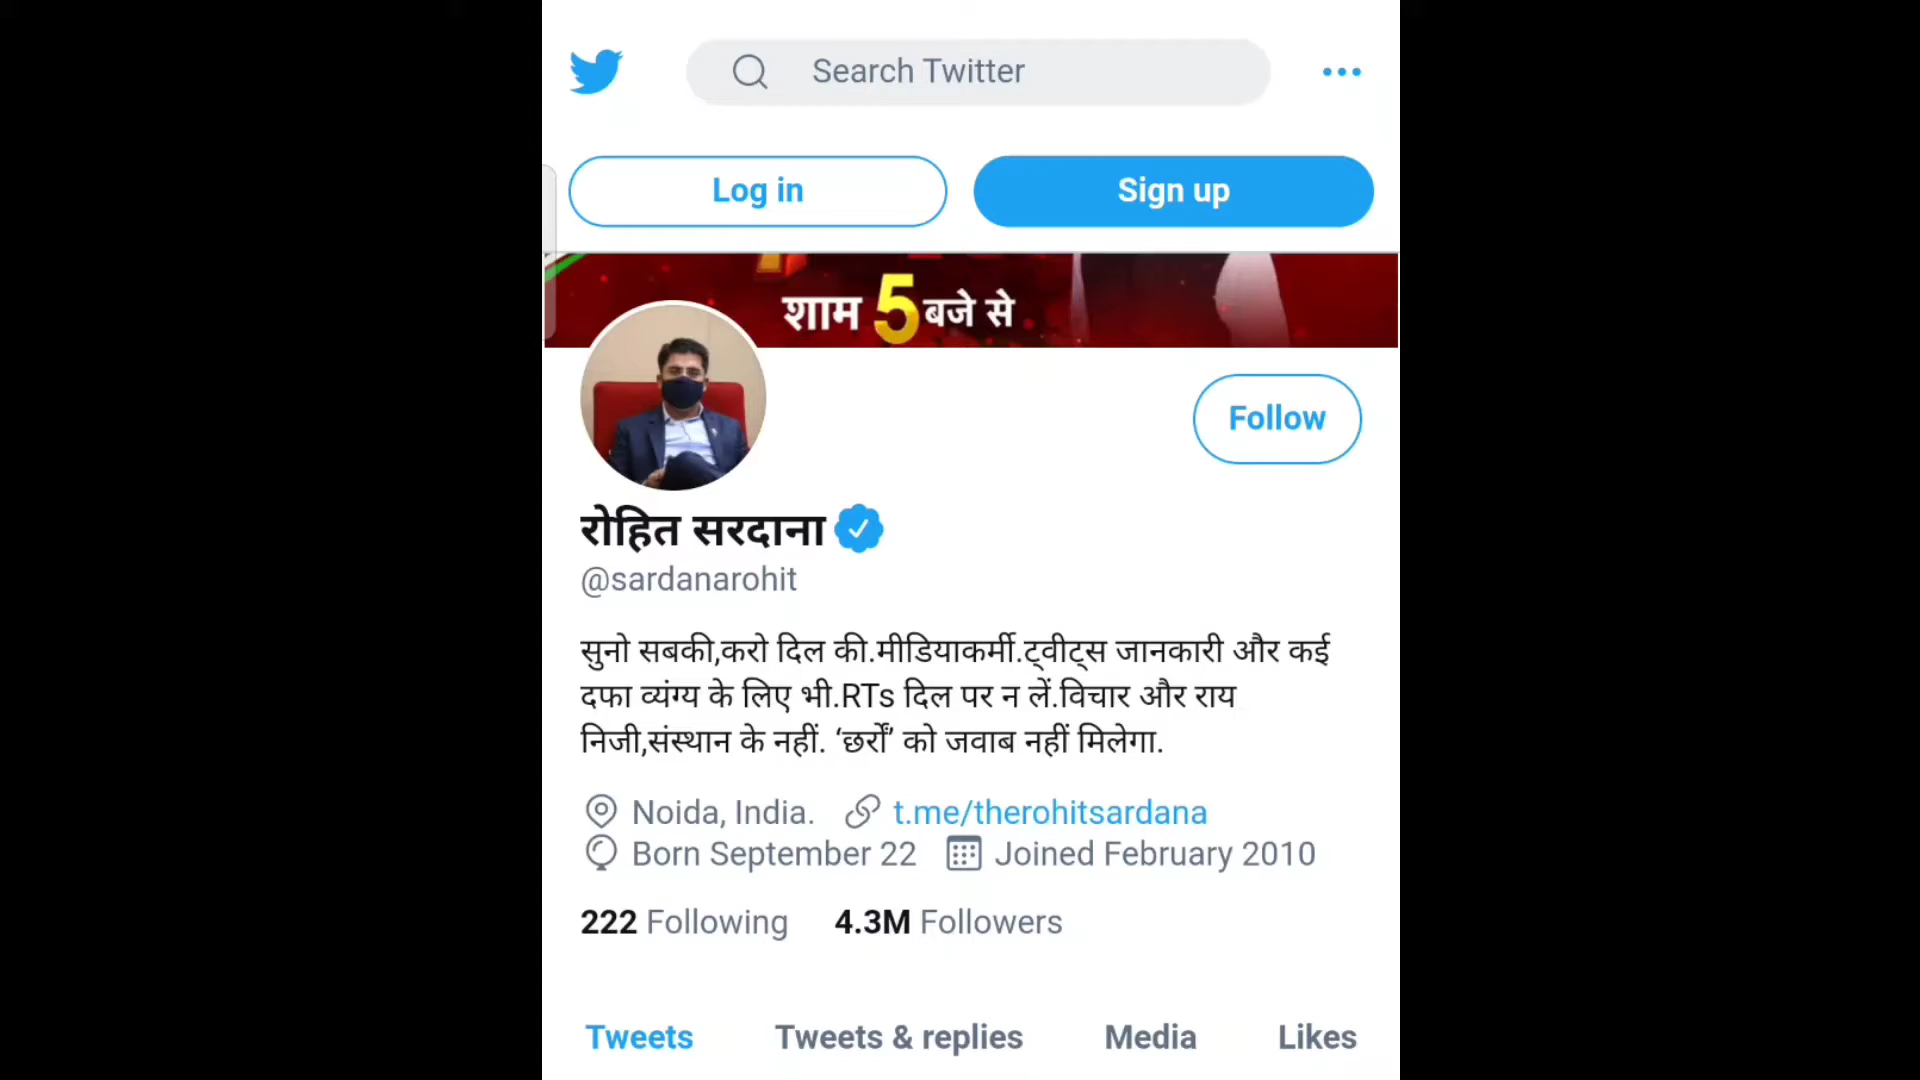 Search Twitter
Log in
Sign up
शाम 5 बजे से
Follow
रोहित सरदाना
@sardanarohit
सुनो सबकी,करो दिल की.मीडियाकर्मी.ट्वीट्स जानकारी और कई
दफा व्यंग्य के लिए भी.RTs दिल पर न लें.विचार और राय
निजी,संस्थान के नहीं. ‘छर्रों’ को जवाब नहीं मिलेगा.
Noida, India. t.me/therohitsardana
Born September 22 Joined February 2010
222 Following 4.3M Followers
Tweets Tweets & replies Media Likes